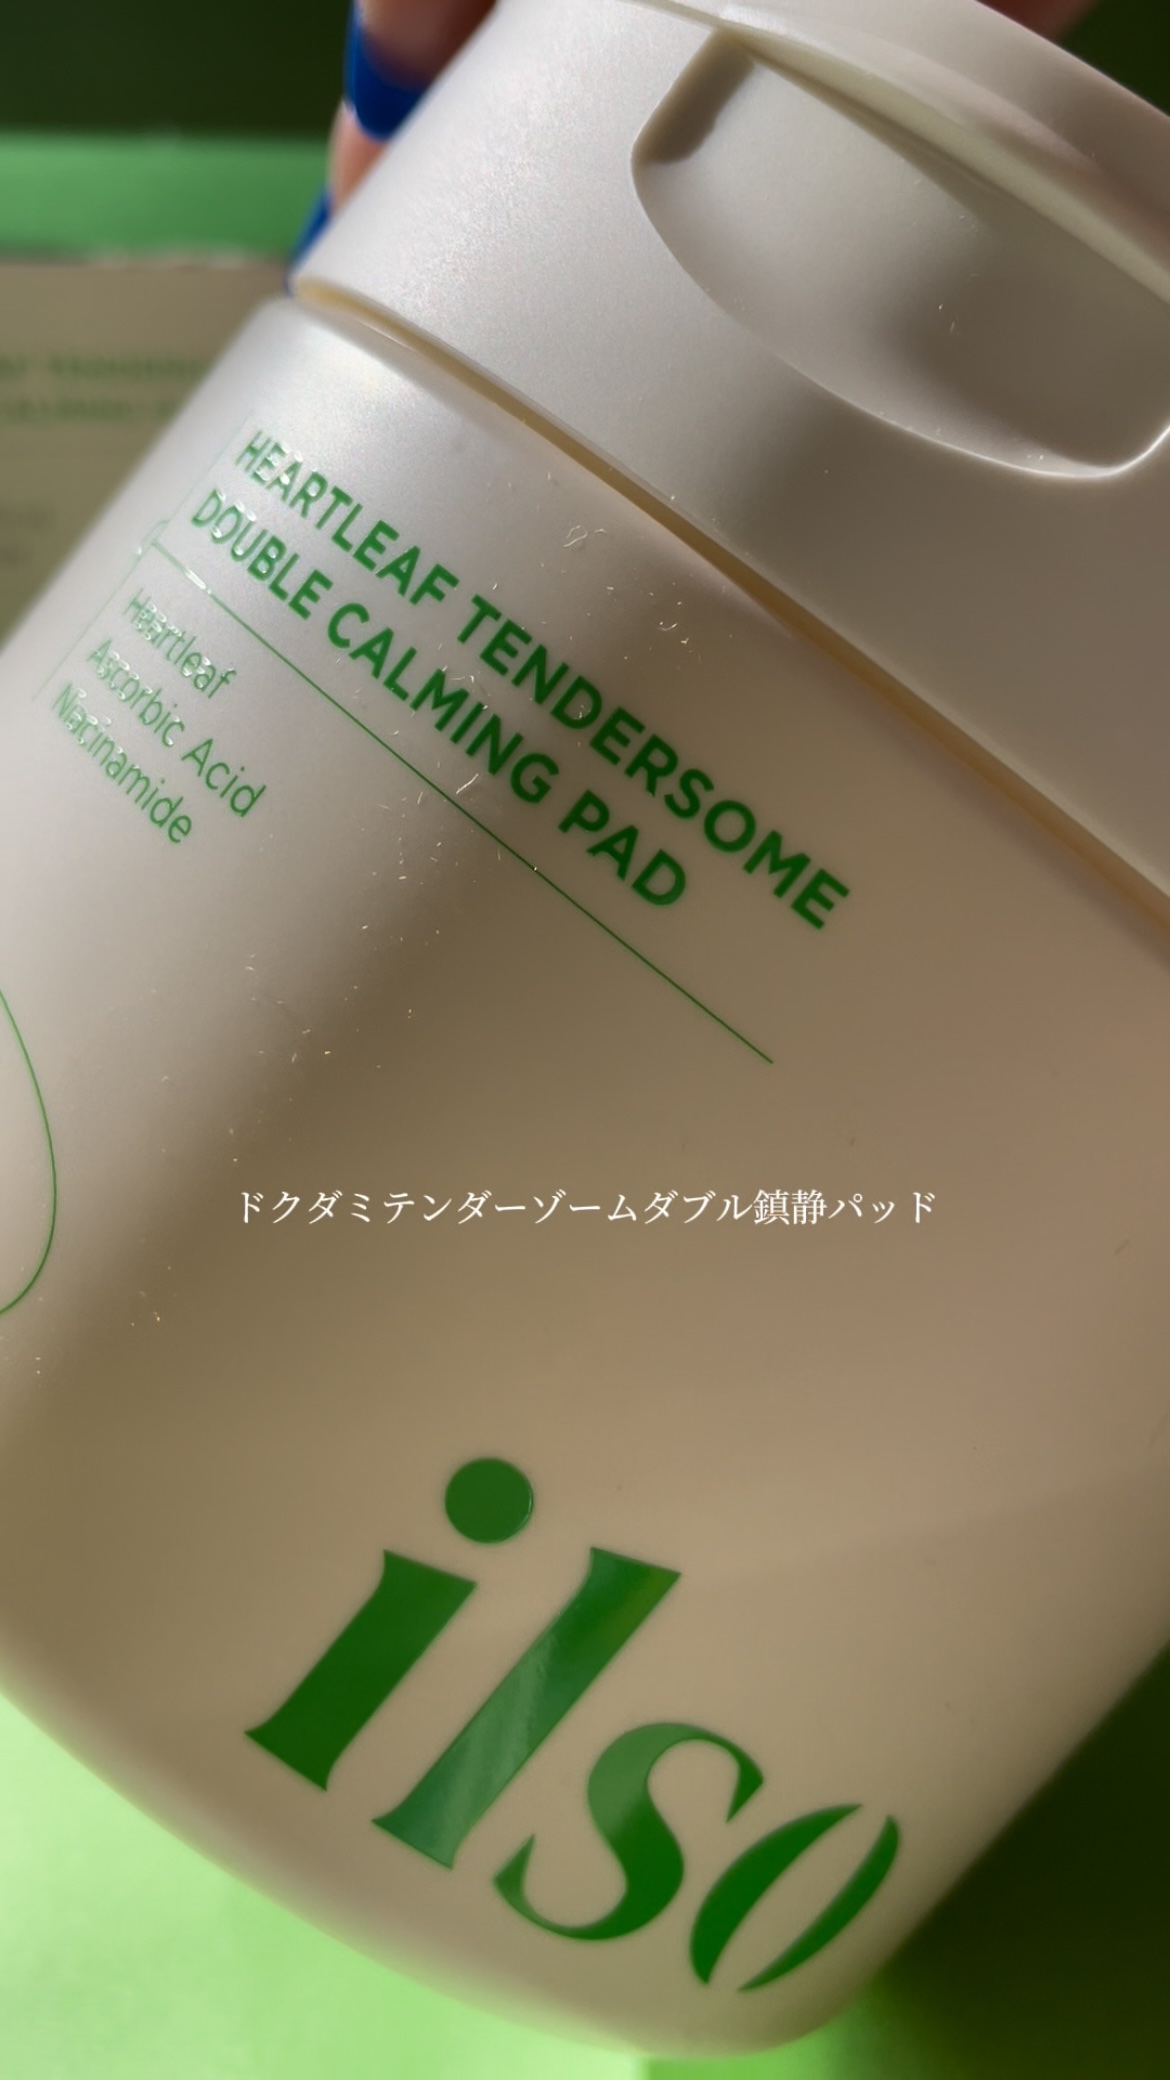 HEARTLEAF TENDERSOME
DOUBLE CALMING PAD
Heartleaf
Ascorbic Acid
Niacinamide
ドクダミテンダーゾームダブル鎮静パッド
ilso